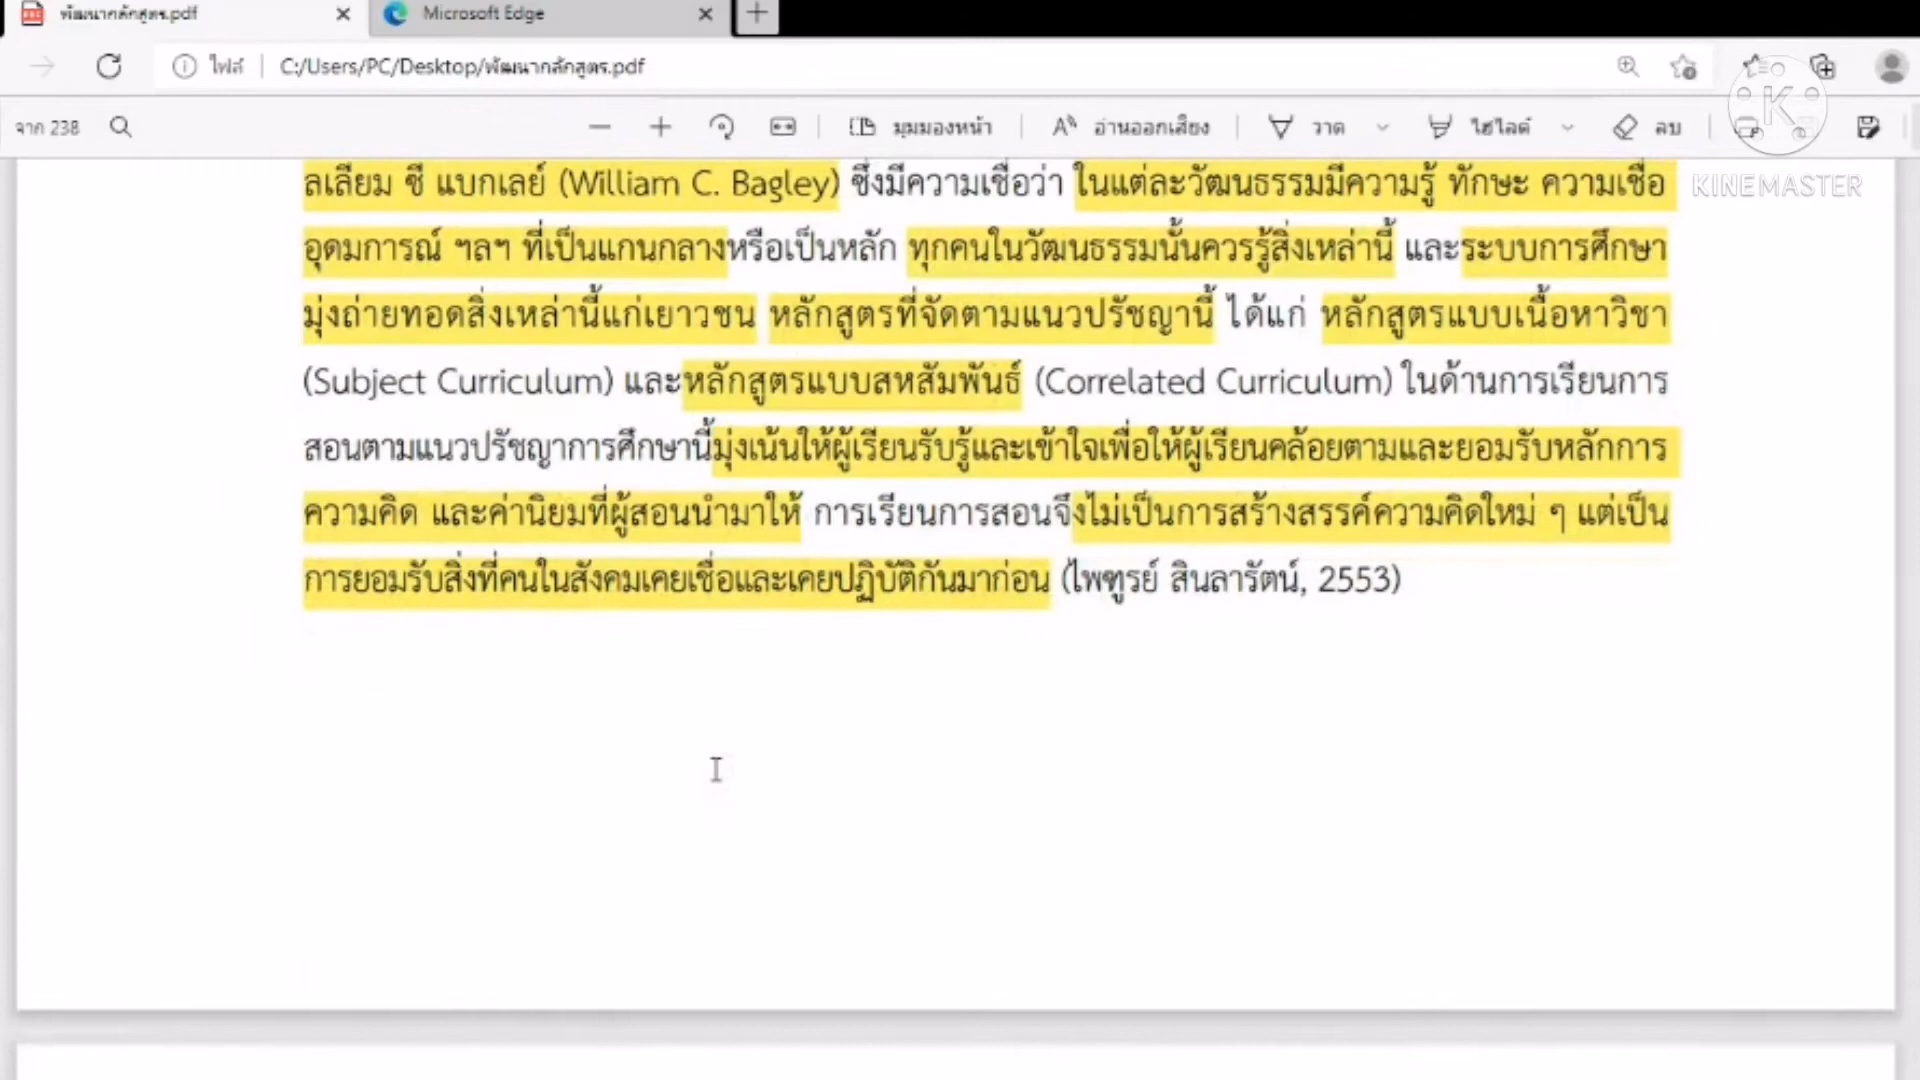 พัฒนากลักสูตร.pdf
Microsoft Edge
ไฟล์ C:/Users/PC/Desktop/พัฒนากลักสูตร.pdf
จาก 238 มุมมองหน้า A อ่านออกเสียง วาด ไฮไลต์ ลบ
K
KINEMASTER
ลเลียม ซี แบกเลย์ (William C. Bagley) ซึ่งมีความเชื่อว่า ในแต่ละวัฒนธรรมมีความรู้ ทักษะ ความเชื่อ
อุดมการณ์ ฯลฯ ที่เป็นแกนกลางหรือเป็นหลัก ทุกคนในวัฒนธรรมนั้นควรรู้สิ่งเหล่านี้ และระบบการศึกษา
มุ่งถ่ายทอดสิ่งเหล่านี้แก่เยาวชน หลักสูตรที่จัดตามแนวปรัชญานี้ ได้แก่ หลักสูตรแบบเนื้อหาวิชา
(Subject Curriculum) และหลักสูตรแบบสหสัมพันธ์ (Correlated Curriculum) ในด้านการเรียนการ
สอนตามแนวปรัชญาการศึกษานี้มุ่งเน้นให้ผู้เรียนรับรู้และเข้าใจเพื่อให้ผู้เรียนคล้อยตามและยอมรับหลักการ
ความคิด และค่านิยมที่ผู้สอนนำมาให้ การเรียนการสอนจึงไม่เป็นการสร้างสรรค์ความคิดใหม่ ๆ แต่เป็น
การยอมรับสิ่งที่คนในสังคมเคยเชื่อและเคยปฏิบัติกันมาก่อน (ไพฑูรย์ สินลารัตน์, 2553)